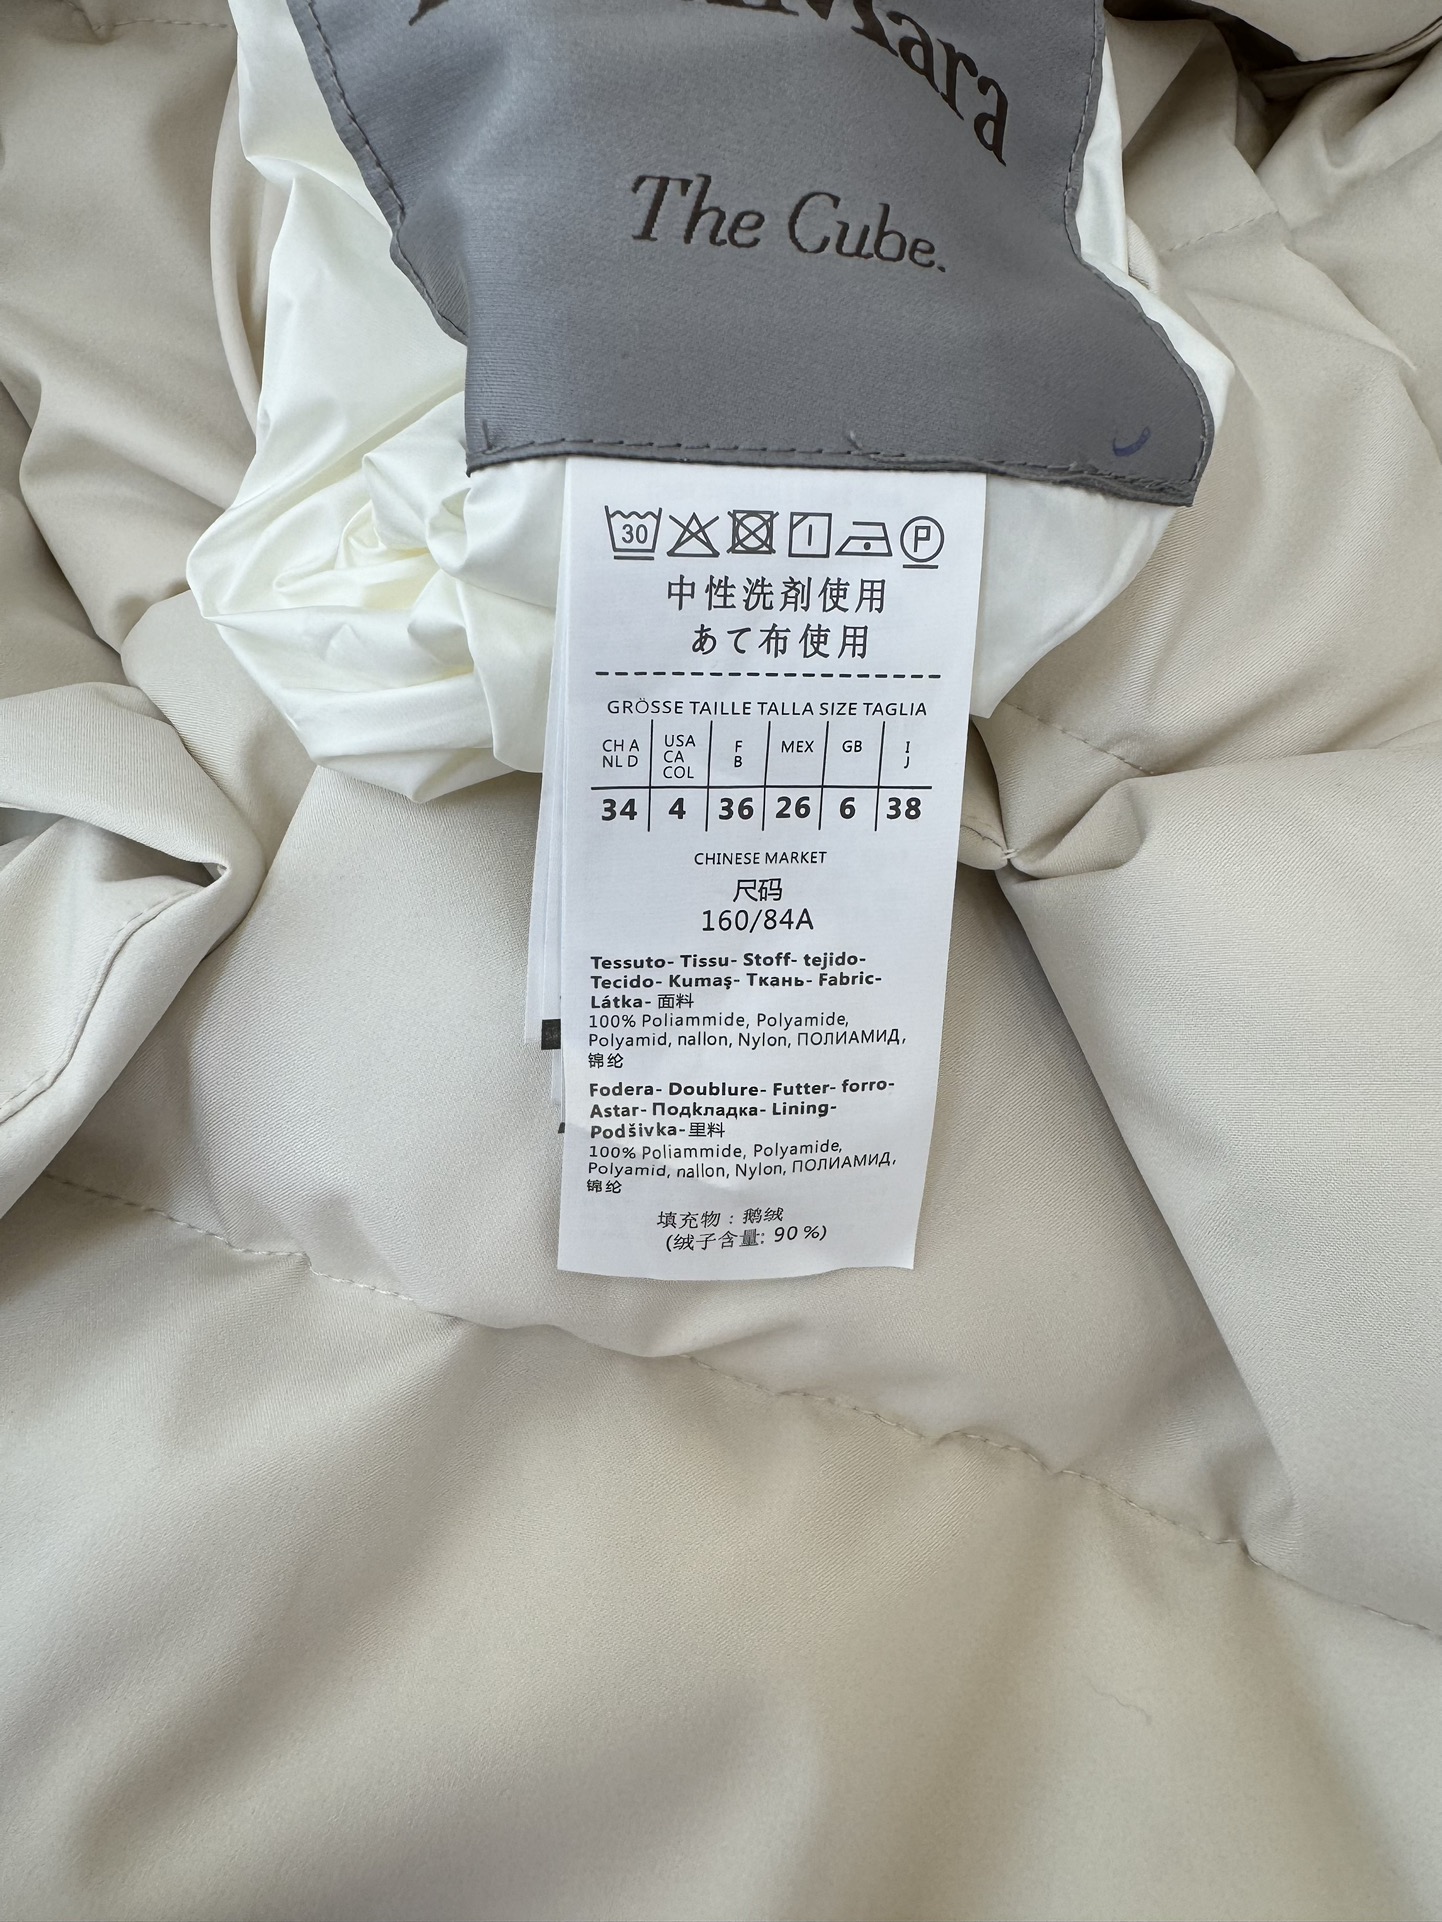 Mara
The Cube.
30
P
中性洗剤使用
あて布使用
GRÖSSE TAILLE TALLA SIZE TAGLIA
CH A NL D USA CA COL F B MEX GB I J
34 4 36 26 6 38
CHINESE MARKET
尺码
160/84A
Tessuto- Tissu- Stoff- tejido-
Tecido- Kumaş- Ткань- Fabric-
Látka- 面料
100% Poliammide, Polyamide,
Polyamid, nallon, Nylon, ПОЛИАМИД,
锦纶
Fodera- Doublure- Futter- forro-
Astar- Подкладка- Lining-
Podšivka-里料
100% Poliammide, Polyamide,
Polyamid, nallon, Nylon, ПОЛИАМИД,
锦纶
填充物：鹅绒
(绒子含量: 90%)